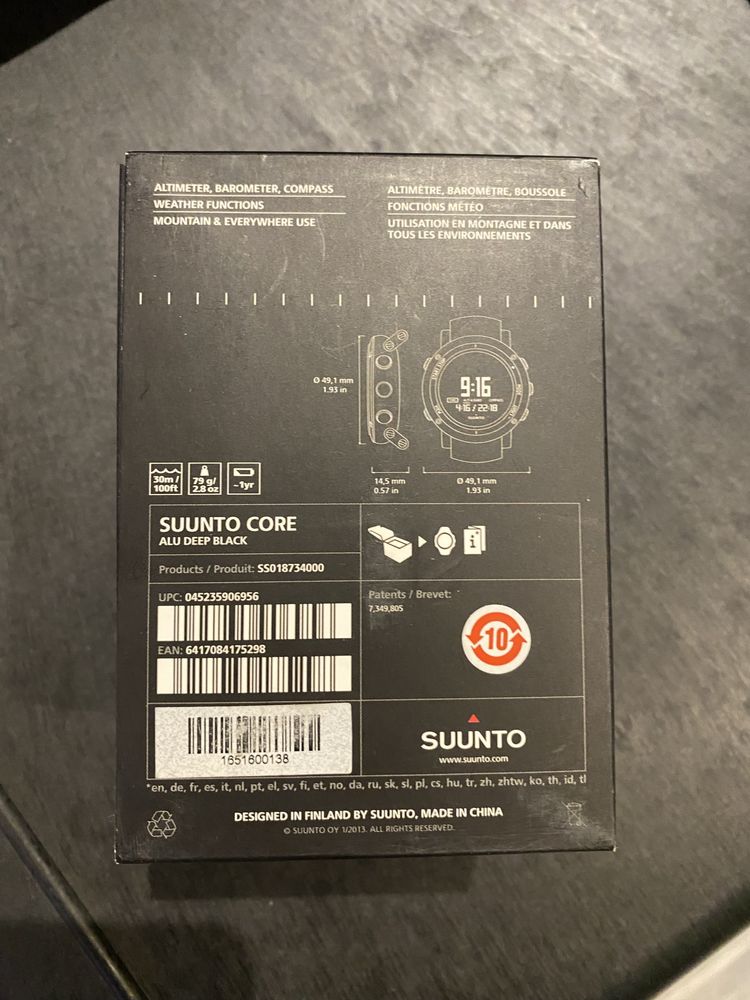 ALTIMETER, BAROMETER, COMPASS
WEATHER FUNCTIONS
MOUNTAIN & EVERYWHERE USE
ALTIMÈTRE, BAROMÈTRE, BOUSSOLE
FONCTIONS MÉTÉO
UTILISATION EN MONTAGNE ET DANS
TOUS LES ENVIRONNEMENTS
Ø 49,1 mm
1.93 in
9:16
4·16 / 22·18
SUUNTO
14,5 mm
0.57 in
Ø 49,1 mm
1.93 in
30m /
100ft
79 g/
2.8 oz
~1yr
SUUNTO CORE
ALU DEEP BLACK
Products / Produit: SS018734000
UPC: 045235906956
EAN: 6417084175298
1651600138
Patents / Brevet:
7,349,805
10
SUUNTO
www.suunto.com
*en, de, fr, es, it, nl, pt, el, sv, fi, et, no, da, ru, sk, sl, pl, cs, hu, tr, zh, zhtw, ko, th, id, tl
DESIGNED IN FINLAND BY SUUNTO, MADE IN CHINA
© SUUNTO OY 1/2013. ALL RIGHTS RESERVED.